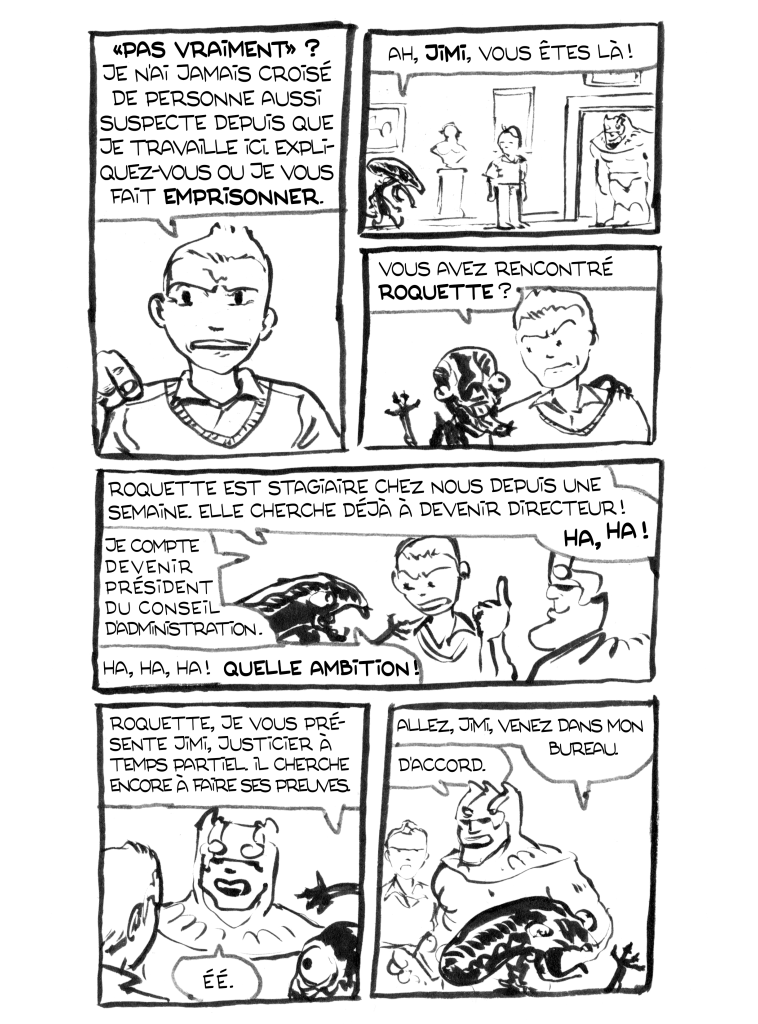 «PAS VRAIMENT» ?
JE N'AI JAMAIS CROISÉ
DE PERSONNE AUSSI
SUSPECTE DEPUIS QUE
JE TRAVAILLE ICI. EXPLI-
QUEZ-VOUS OU JE VOUS
FAIT EMPRISONNER.
AH, JIMI, VOUS ÊTES LÀ !
VOUS AVEZ RENCONTRÉ
ROQUETTE ?
ROQUETTE EST STAGIAIRE CHEZ NOUS DEPUIS UNE
SEMAINE. ELLE CHERCHE DÉJÀ À DEVENIR DIRECTEUR !
HA, HA !
JE COMPTE
DEVENIR
PRÉSIDENT
DU CONSEIL
D'ADMINISTRATION.
HA, HA, HA ! QUELLE AMBITION !
ROQUETTE, JE VOUS PRÉ-
SENTE JIMI, JUSTICIER À
TEMPS PARTIEL. IL CHERCHE
ENCORE À FAIRE SES PREUVES.
ÉÉ.
ALLEZ, JIMI, VENEZ DANS MON
BUREAU.
D'ACCORD.